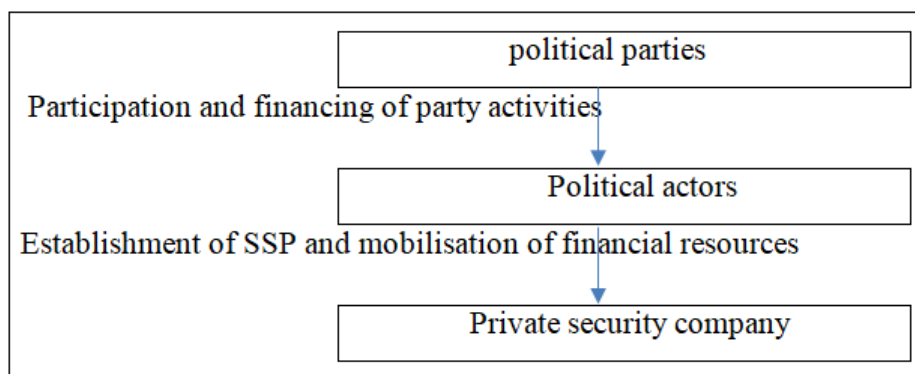 political parties
Participation and financing of party activities
Political actors
Establishment of SSP and mobilisation of financial resources
Private security company